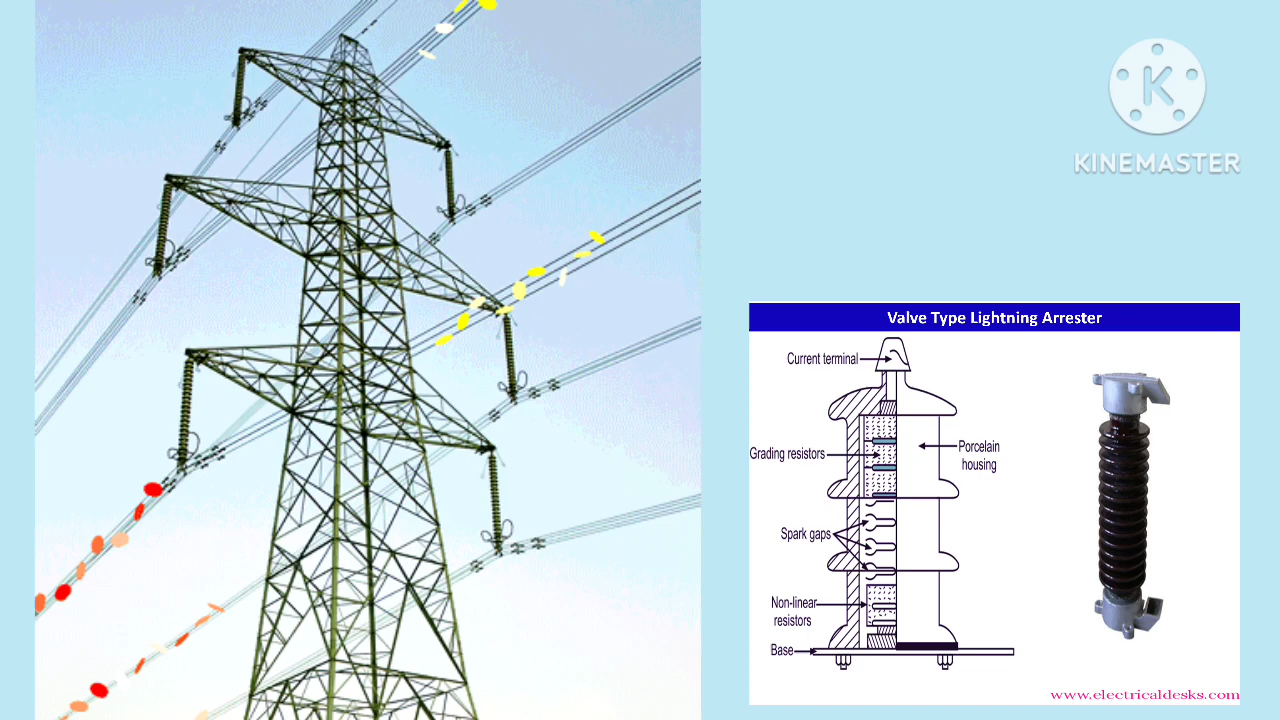 K
KINEMASTER
Valve Type Lightning Arrester
Current terminal
Grading resistors
Porcelain
housing
Spark gaps
Non-linear
resistors
Base
www.electricaldesks.com